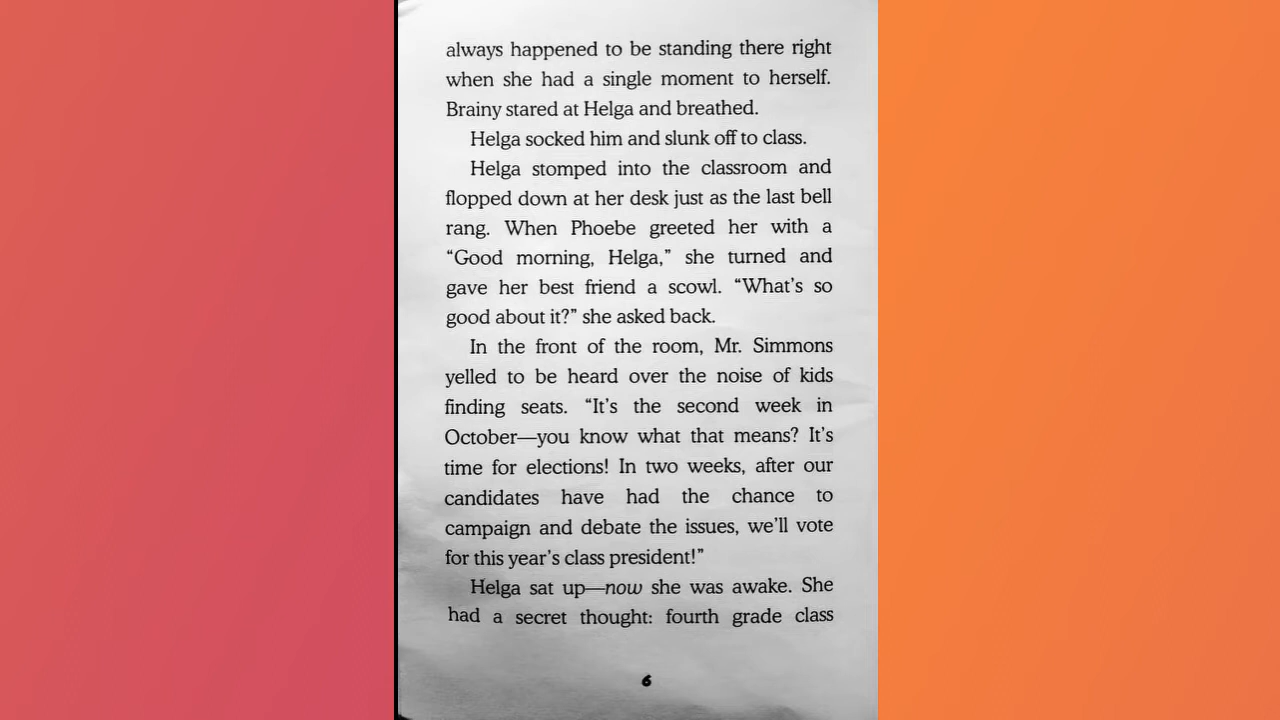 always happened to be standing there right
when she had a single moment to herself.
Brainy stared at Helga and breathed.
Helga socked him and slunk off to class.
Helga stomped into the classroom and
flopped down at her desk just as the last bell
rang. When Phoebe greeted her with a
“Good morning, Helga,” she turned and
gave her best friend a scowl. “What’s so
good about it?” she asked back.
In the front of the room, Mr. Simmons
yelled to be heard over the noise of kids
finding seats. “It’s the second week in
October—you know what that means? It’s
time for elections! In two weeks, after our
candidates have had the chance to
campaign and debate the issues, we’ll vote
for this year’s class president!”
Helga sat up—now she was awake. She
had a secret thought: fourth grade class
6